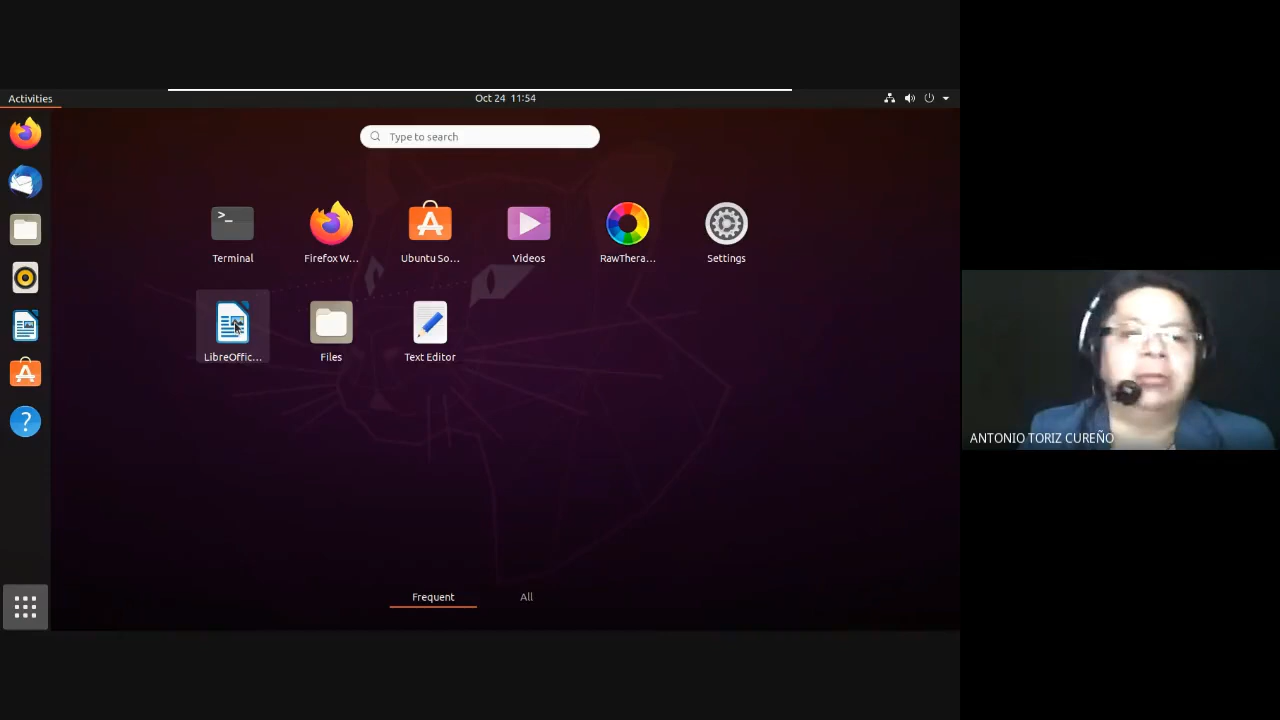 Activities
Oct 24 11:54
Type to search
>_
Terminal
Firefox W...
Ubuntu So...
Videos
RawThera...
Settings
LibreOffic...
Files
Text Editor
?
Frequent
All
ANTONIO TORIZ CUREÑO